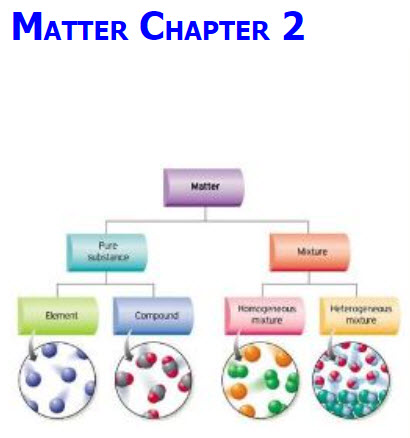 MATTER CHAPTER 2
Matter
Pure
substance
Mixture
Element
Compound
Homogeneous
mixture
Heterogeneous
mixture